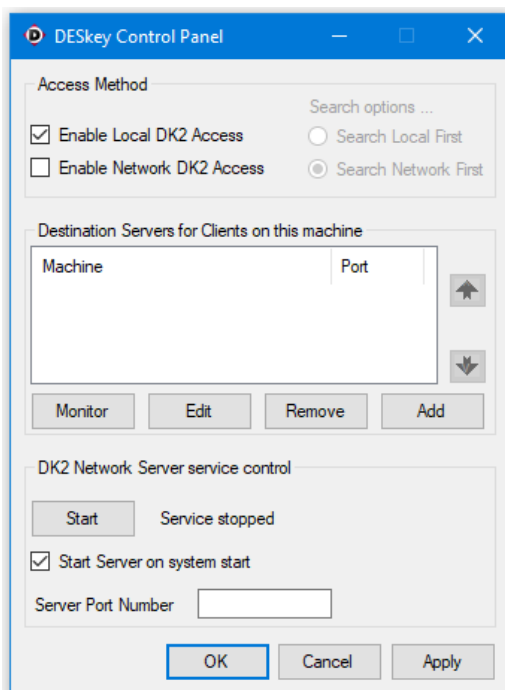 DESkey Control Panel
Access Method
Search options ...
Enable Local DK2 Access
Search Local First
Enable Network DK2 Access
Search Network First
Destination Servers for Clients on this machine
Machine Port
Monitor Edit Remove Add
DK2 Network Server service control
Start Service stopped
Start Server on system start
Server Port Number
OK Cancel Apply